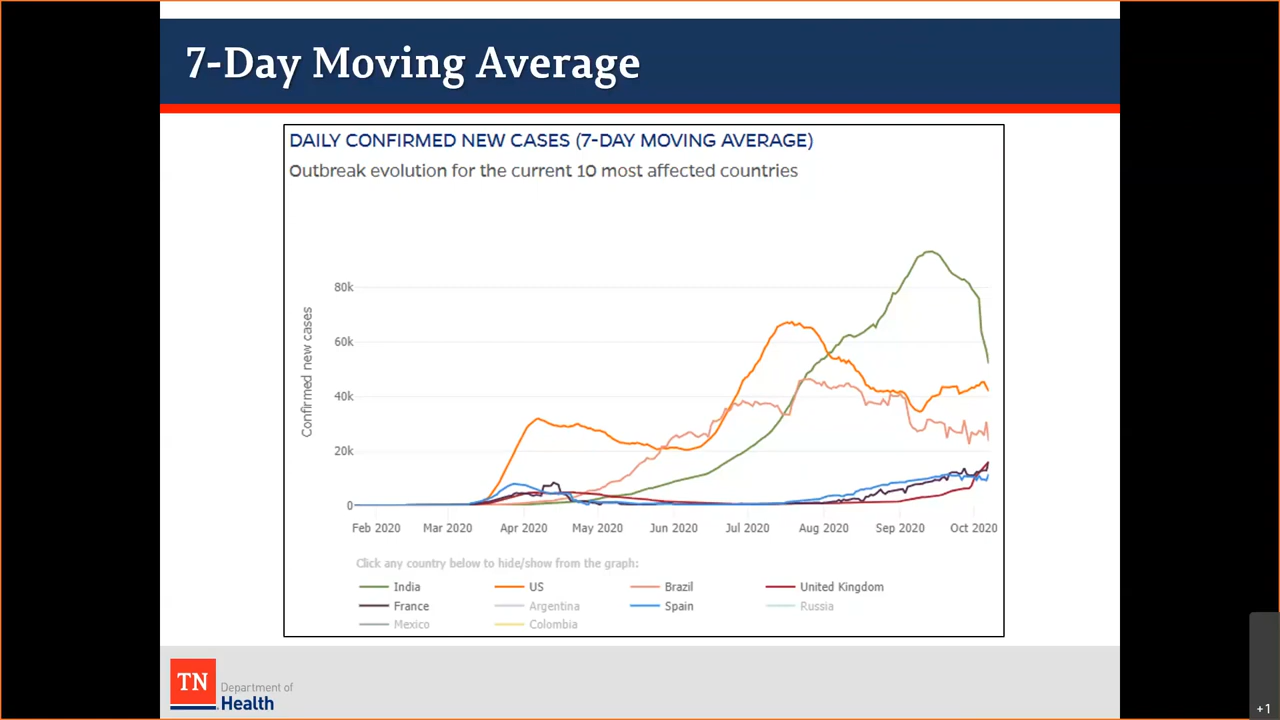 7-Day Moving Average
DAILY CONFIRMED NEW CASES (7-DAY MOVING AVERAGE)
Outbreak evolution for the current 10 most affected countries
Confirmed new cases
80k
60k
40k
20k
0
Feb 2020 Mar 2020 Apr 2020 May 2020 Jun 2020 Jul 2020 Aug 2020 Sep 2020 Oct 2020
Click any country below to hide/show from the graph:
India US Brazil United Kingdom
France Argentina Spain Russia
Mexico Colombia
TN
Department of
Health
+1